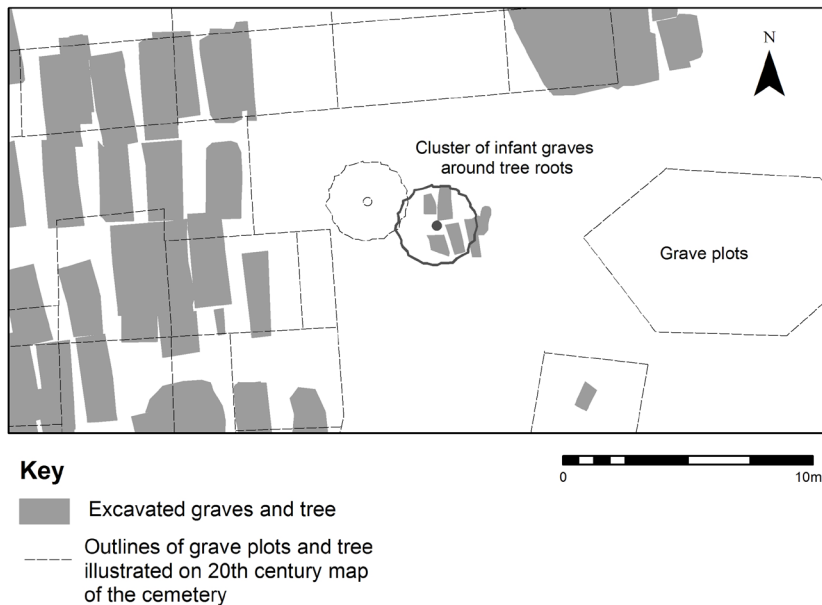 N
Cluster of infant graves
around tree roots
Grave plots
0
10m
Key
Excavated graves and tree
Outlines of grave plots and tree
illustrated on 20th century map
of the cemetery